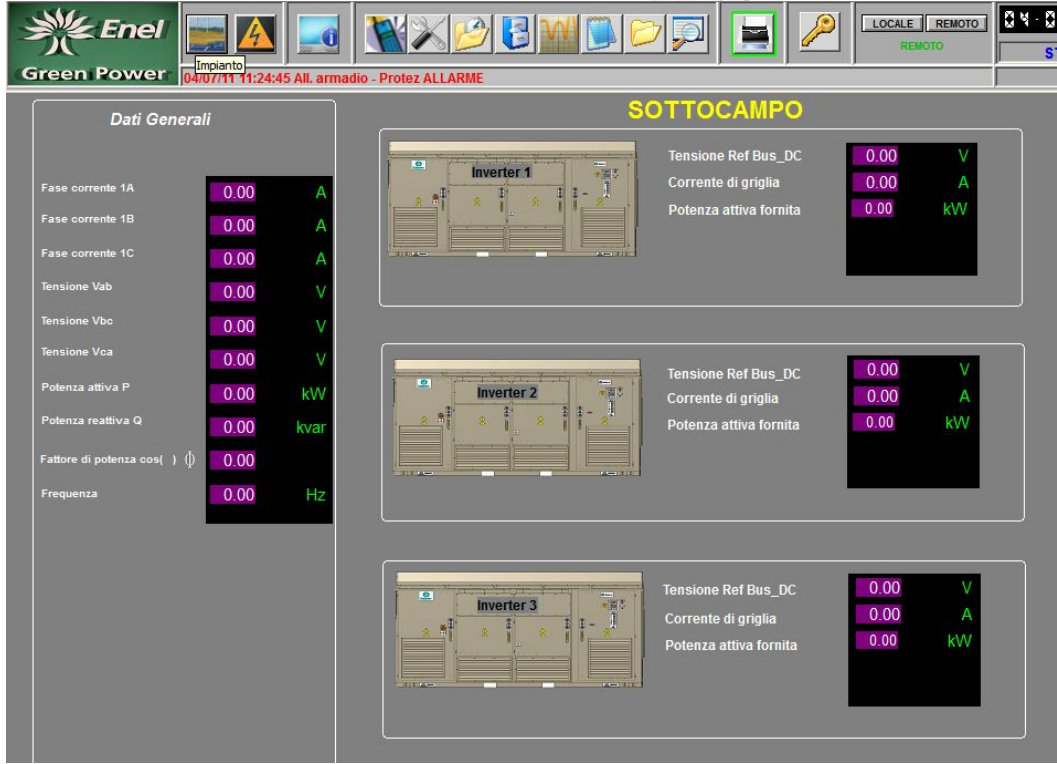 Enel
Green Power
Impianto
LOCALE REMOTO
REMOTO
04/07/11 11:24:45 All. armadio - Protez ALLARME
Dati Generali
Fase corrente 1A 0.00 A
Fase corrente 1B 0.00 A
Fase corrente 1C 0.00 A
Tensione Vab 0.00 V
Tensione Vbc 0.00 V
Tensione Vca 0.00 V
Potenza attiva P 0.00 kW
Potenza reattiva Q 0.00 kvar
Fattore di potenza cos( ) ϕ 0.00
Frequenza 0.00 Hz
SOTTOCAMPO
Inverter 1
Tensione Ref Bus_DC 0.00 V
Corrente di griglia 0.00 A
Potenza attiva fornita 0.00 kW
Inverter 2
Tensione Ref Bus_DC 0.00 V
Corrente di griglia 0.00 A
Potenza attiva fornita 0.00 kW
Inverter 3
Tensione Ref Bus_DC 0.00 V
Corrente di griglia 0.00 A
Potenza attiva fornita 0.00 kW